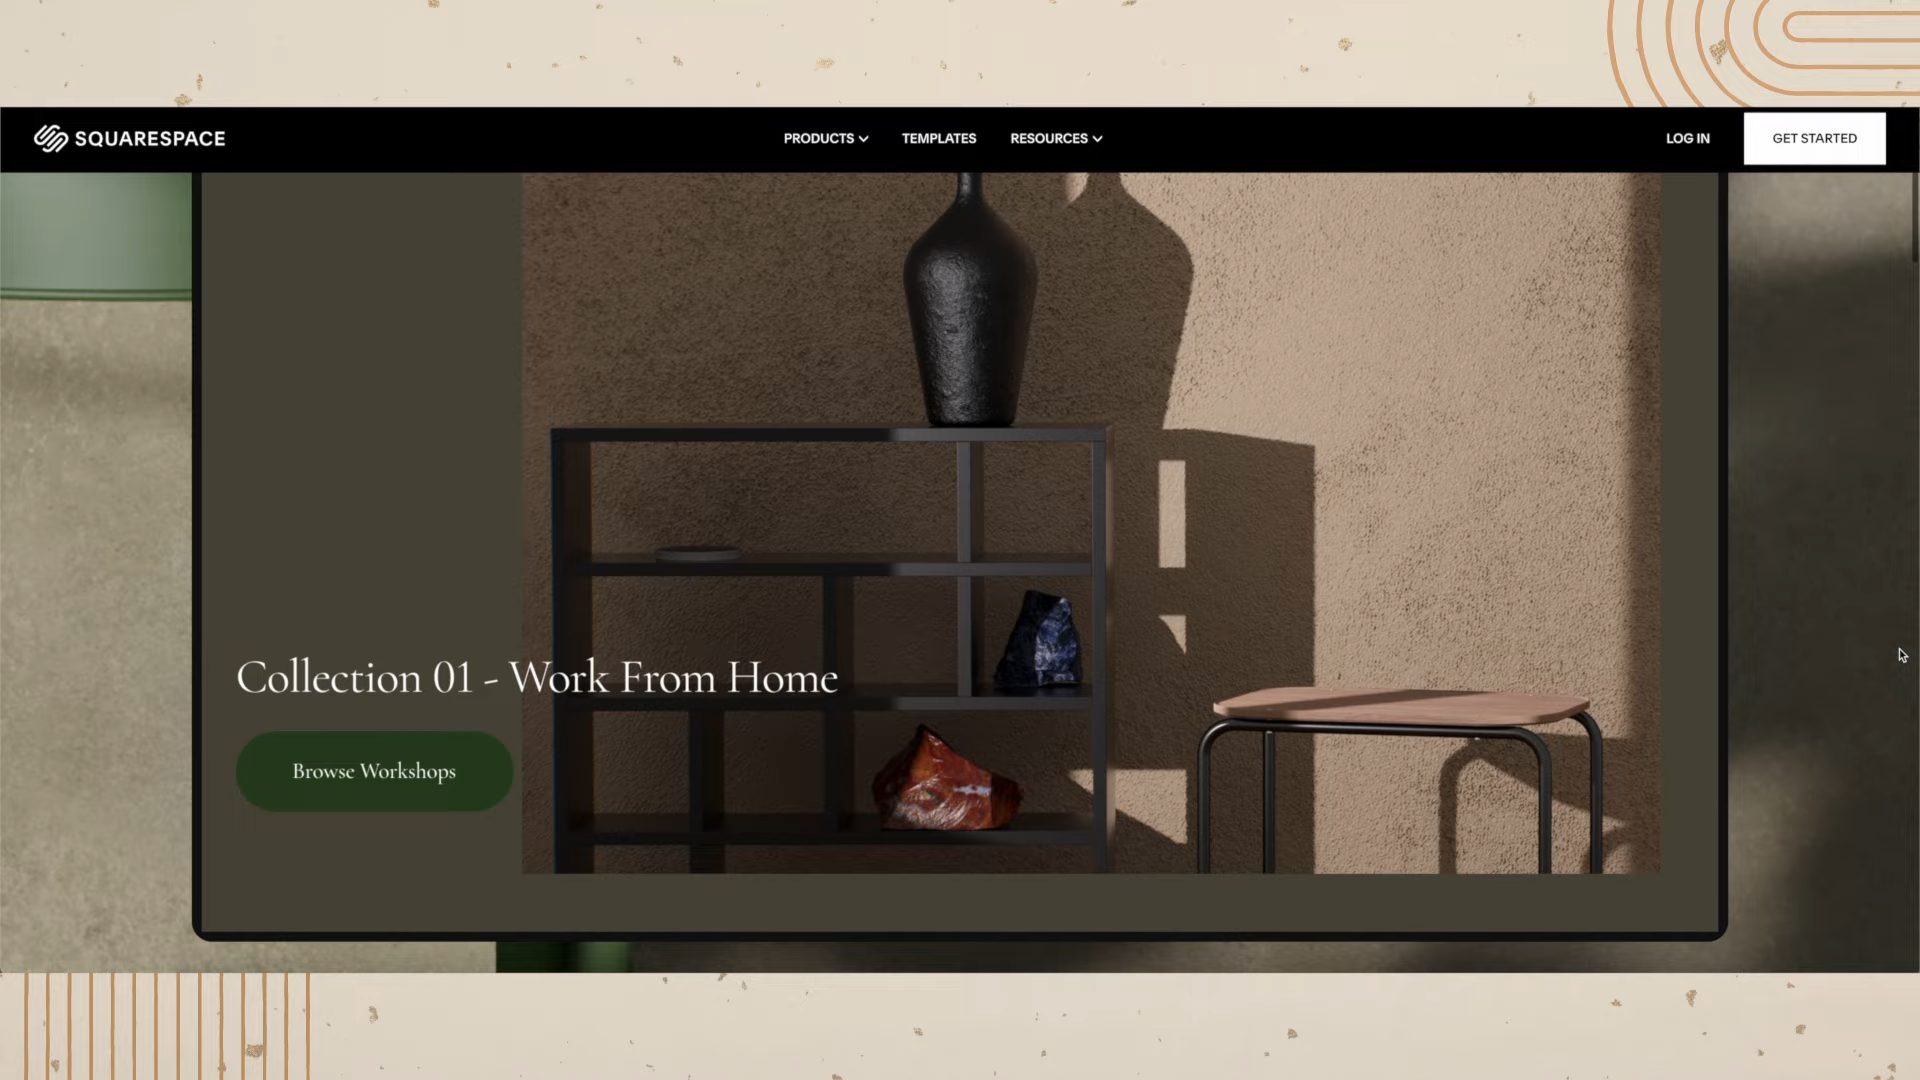 SQUARESPACE
PRODUCTS
TEMPLATES
RESOURCES
LOG IN
GET STARTED
Collection 01 - Work From Home
Browse Workshops